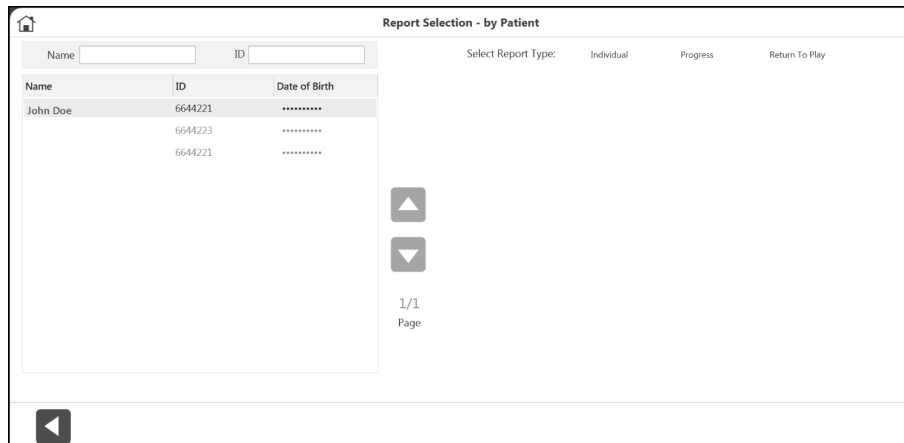 Report Selection - by Patient
Name ID Select Report Type: Individual Progress Return To Play
Name ID Date of Birth
John Doe 6644221 ••••••••••
6644223 ••••••••••
6644221 ••••••••••
1/1
Page